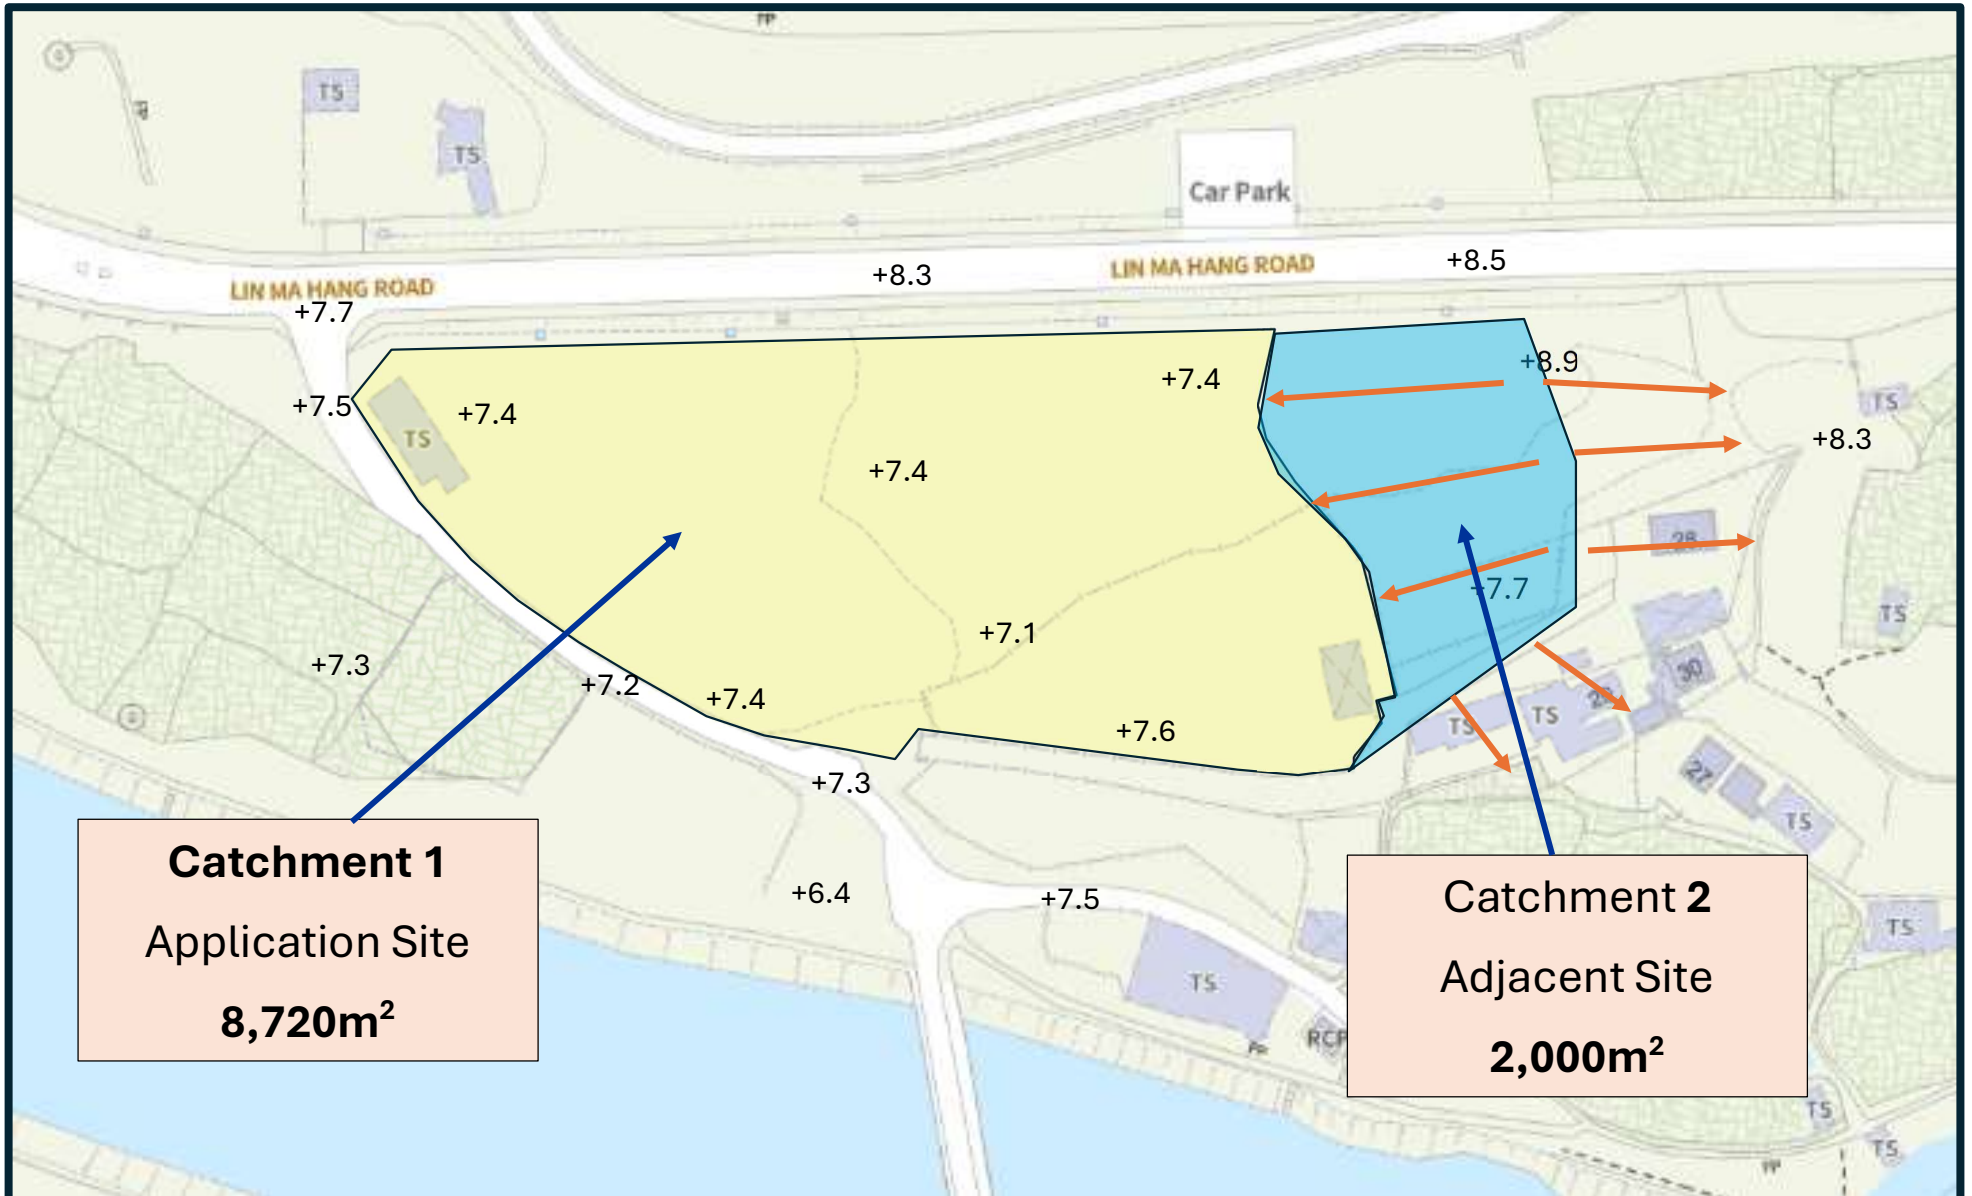 PP
TS
TS
Car Park
LIN MA HANG ROAD
+8.5
+8.3
LIN MA HANG ROAD
+7.7
+8.9
+7.4
TS
+7.5
+7.4
TS
+8.3
+7.4
28
+7.7
TS
+7.1
+7.3
30
+7.2
+7.4
+7.6
TS
TS
27
+7.3
TS
Catchment 1
Application Site
8,720m²
+6.4
+7.5
Catchment 2
Adjacent Site
2,000m²
TS
TS
RCP
TS
TS
PP